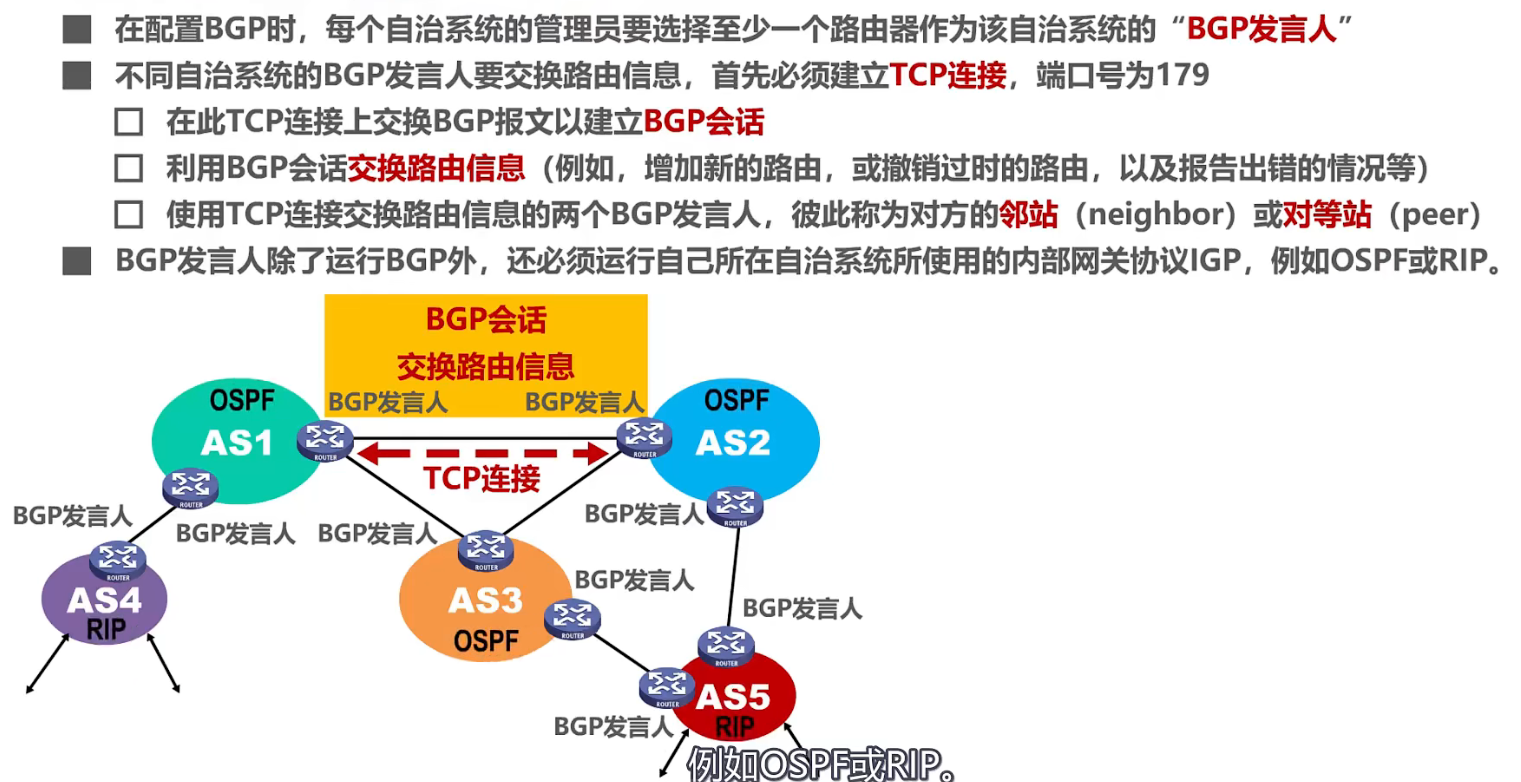 在配置BGP时，每个自治系统的管理员要选择至少一个路由器作为该自治系统的“BGP发言人”
不同自治系统的BGP发言人要交换路由信息，首先必须建立TCP连接，端口号为179
在此TCP连接上交换BGP报文以建立BGP会话
利用BGP会话交换路由信息（例如，增加新的路由，或撤销过时的路由，以及报告出错的情况等）
使用TCP连接交换路由信息的两个BGP发言人，彼此称为对方的邻站（neighbor）或对等站（peer）
BGP发言人除了运行BGP外，还必须运行自己所在自治系统所使用的内部网关协议IGP，例如OSPF或RIP。
BGP会话
交换路由信息
BGP发言人
BGP发言人
OSPF
AS1
ROUTER
ROUTER
OSPF
AS2
ROUTER
TCP连接
ROUTER
BGP发言人
BGP发言人
BGP发言人
BGP发言人
ROUTER
AS4
RIP
ROUTER
AS3
OSPF
BGP发言人
ROUTER
BGP发言人
ROUTER
ROUTER
AS5
RIP
BGP发言人
例如OSPF或RIP。